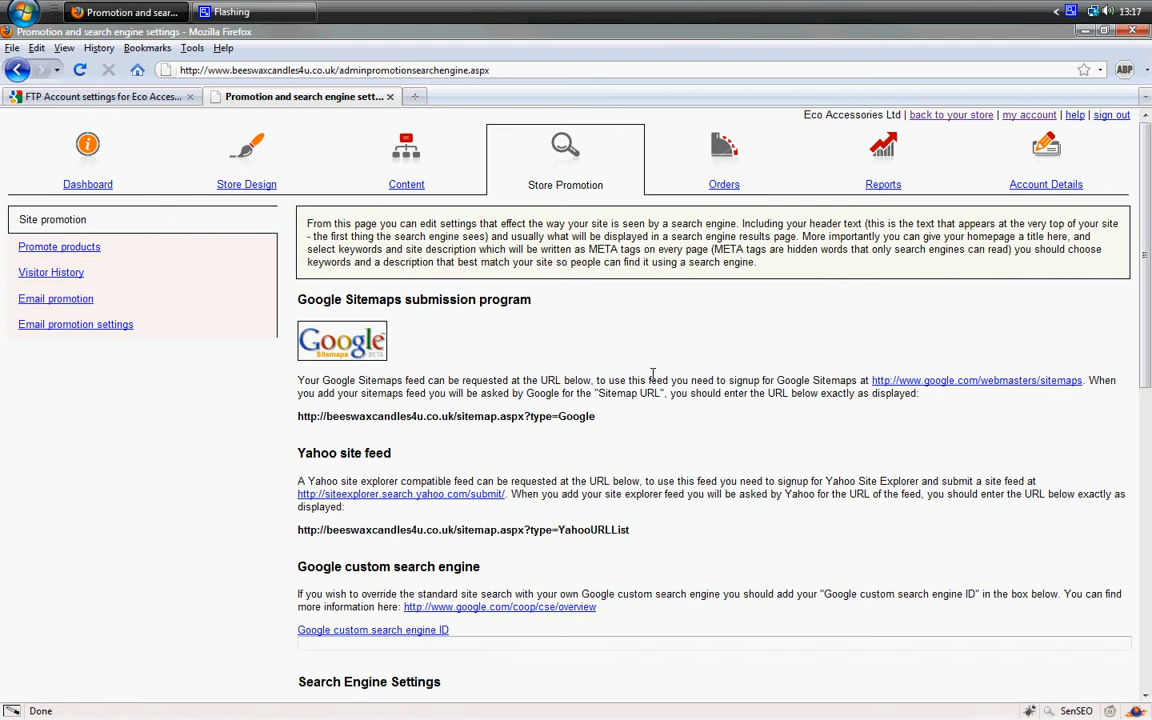 Promotion and sear...
Flashing
13:17
Promotion and search engine settings - Mozilla Firefox
File Edit View History Bookmarks Tools Help
http://www.beeswaxcandles4u.co.uk/adminpromotionsearchengine.aspx
ABP
FTP Account settings for Eco Acces...
Promotion and search engine sett...
Eco Accessories Ltd | back to your store | my account | help | sign out
Dashboard
Store Design
Content
Store Promotion
Orders
Reports
Account Details
Site promotion
Promote products
Visitor History
Email promotion
Email promotion settings
From this page you can edit settings that effect the way your site is seen by a search engine. Including your header text (this is the text that appears at the very top of your site
- the first thing the search engine sees) and usually what will be displayed in a search engine results page. More importantly you can give your homepage a title here, and
select keywords and site description which will be written as META tags on every page (META tags are hidden words that only search engines can read) you should choose
keywords and a description that best match your site so people can find it using a search engine.
Google Sitemaps submission program
Google
Sitemaps BETA
Your Google Sitemaps feed can be requested at the URL below, to use this feed you need to signup for Google Sitemaps at http://www.google.com/webmasters/sitemaps. When
you add your sitemaps feed you will be asked by Google for the "Sitemap URL", you should enter the URL below exactly as displayed:
http://beeswaxcandles4u.co.uk/sitemap.aspx?type=Google
Yahoo site feed
A Yahoo site explorer compatible feed can be requested at the URL below, to use this feed you need to signup for Yahoo Site Explorer and submit a site feed at
http://siteexplorer.search.yahoo.com/submit/. When you add your site explorer feed you will be asked by Yahoo for the URL of the feed, you should enter the URL below exactly as
displayed:
http://beeswaxcandles4u.co.uk/sitemap.aspx?type=YahooURLList
Google custom search engine
If you wish to override the standard site search with your own Google custom search engine you should add your "Google custom search engine ID" in the box below. You can find
more information here: http://www.google.com/coop/cse/overview
Google custom search engine ID
Search Engine Settings
Done
SenSEO